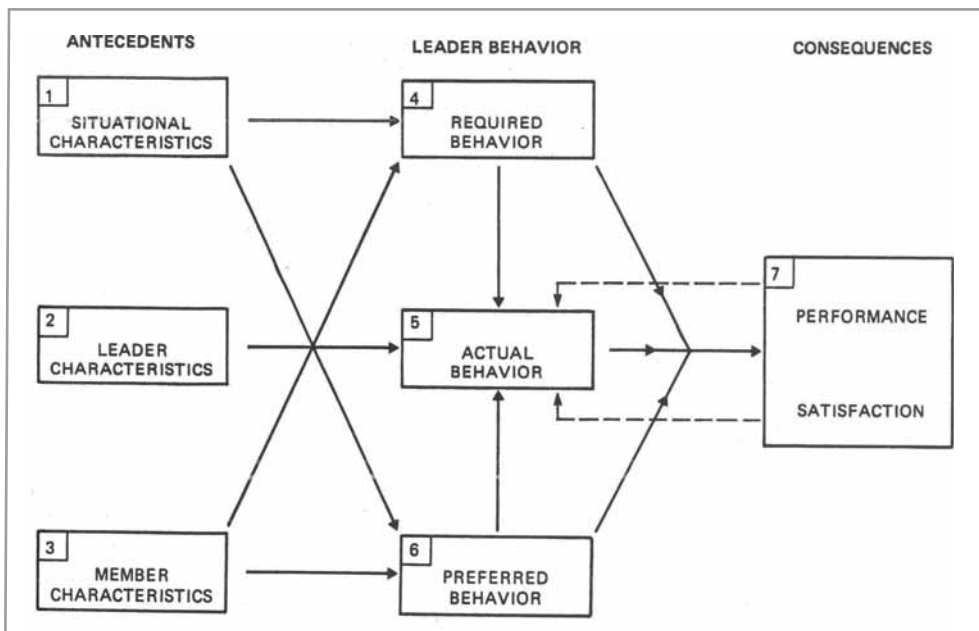 ANTECEDENTS
LEADER BEHAVIOR
CONSEQUENCES
1
SITUATIONAL
CHARACTERISTICS
4
REQUIRED
BEHAVIOR
2
LEADER
CHARACTERISTICS
5
ACTUAL
BEHAVIOR
7
PERFORMANCE
SATISFACTION
3
MEMBER
CHARACTERISTICS
6
PREFERRED
BEHAVIOR